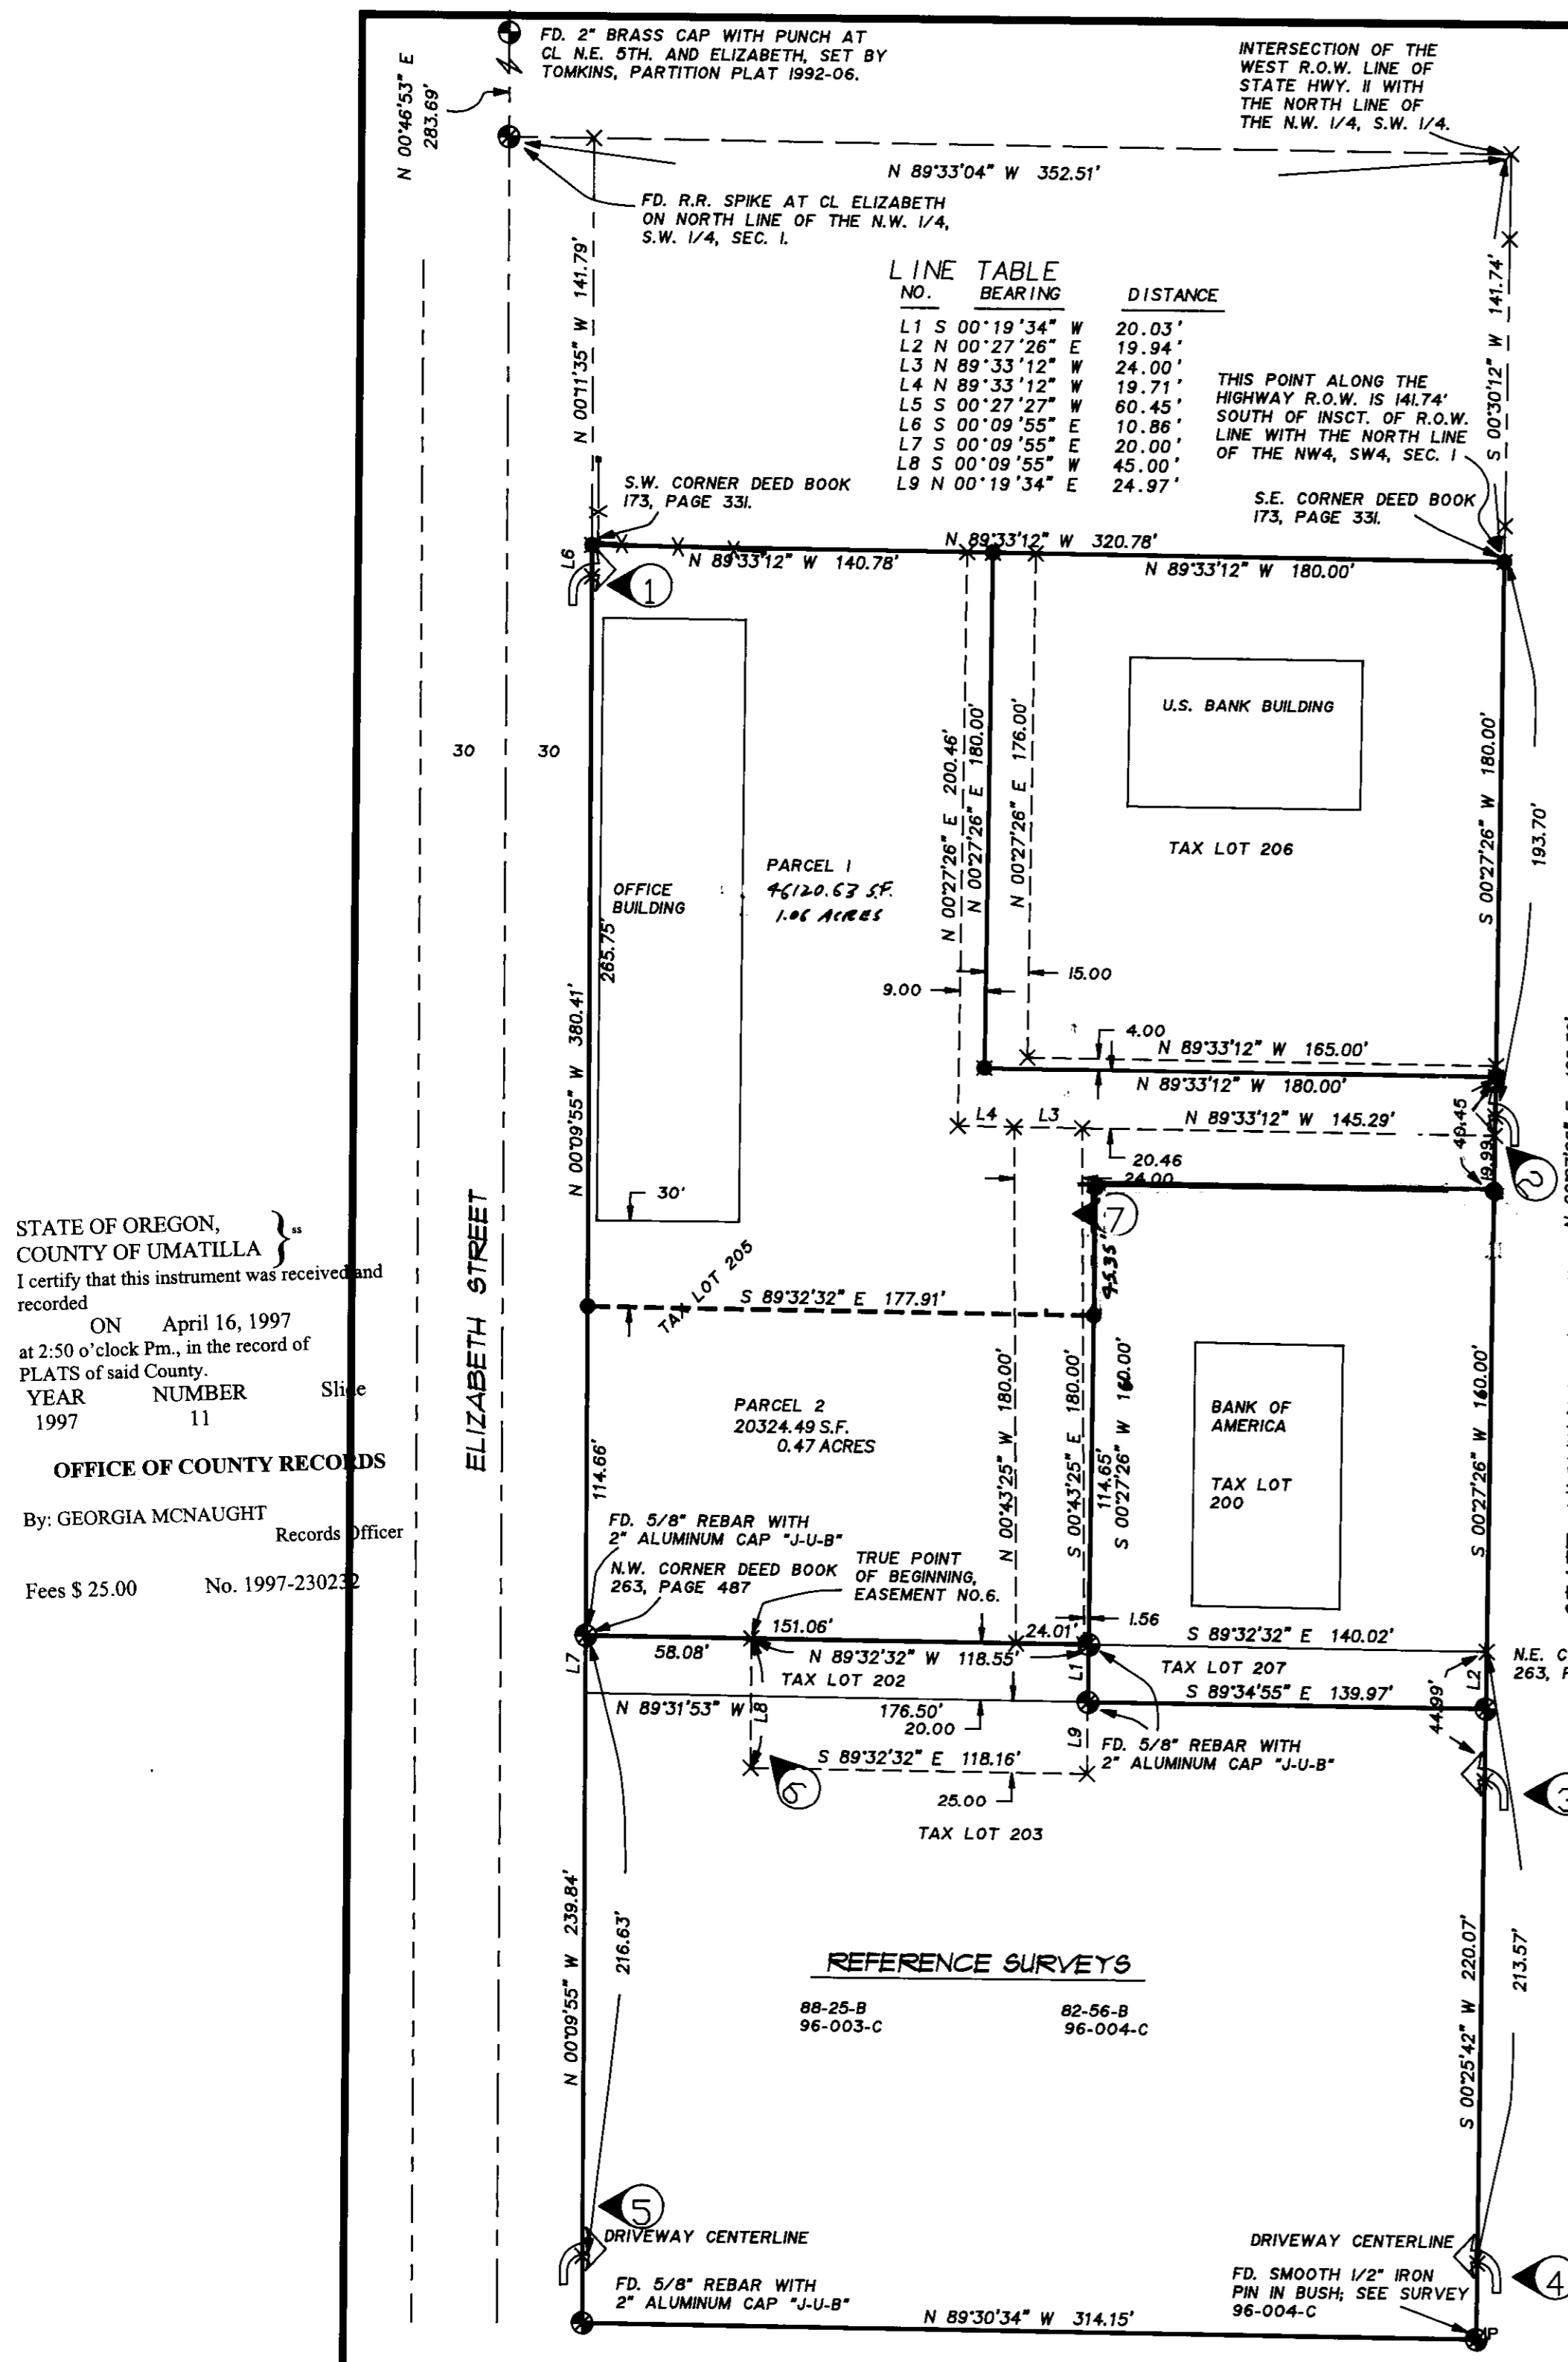 FD. 2" BRASS CAP WITH PUNCH AT
CL N.E. 5TH. AND ELIZABETH, SET BY
TOMKINS, PARTITION PLAT 1992-06.
INTERSECTION OF THE
WEST R.O.W. LINE OF
STATE HWY. 11 WITH
THE NORTH LINE OF
THE N.W. 1/4, S.W. 1/4.
N 00°46'53" E
283.69'
N 89°33'04" W 352.51'
FD. R.R. SPIKE AT CL ELIZABETH
ON NORTH LINE OF THE N.W. 1/4,
S.W. 1/4, SEC. 1.
N 00°11'35" W 141.79'
S 00°30'12" W 141.74'
LINE TABLE
NO. BEARING DISTANCE
L1 S 00°19'34" W 20.03'
L2 N 00°27'26" E 19.94'
L3 N 89°33'12" W 24.00'
L4 N 89°33'12" W 19.71'
L5 S 00°27'27" W 60.45'
L6 S 00°09'55" E 10.86'
L7 S 00°09'55" E 20.00'
L8 S 00°09'55" W 45.00'
L9 N 00°19'34" E 24.97'
THIS POINT ALONG THE
HIGHWAY R.O.W. IS 141.74'
SOUTH OF INSCT. OF R.O.W.
LINE WITH THE NORTH LINE
OF THE NW4, SW4, SEC. 1
S.W. CORNER DEED BOOK
173, PAGE 331.
S.E. CORNER DEED BOOK
173, PAGE 331.
N 89°33'12" W 320.78'
N 89°33'12" W 140.78'
N 89°33'12" W 180.00'
L6
1
U.S. BANK BUILDING
TAX LOT 206
N 00°27'26" E 200.46'
N 00°27'26" E 180.00'
N 00°27'26" E 176.00'
S 00°27'26" W 180.00'
193.70'
30
30
OFFICE
BUILDING
PARCEL 1
46120.63 S.F.
1.06 ACRES
265.75'
N 00°09'55" W 380.41'
15.00
9.00
4.00
N 89°33'12" W 165.00'
N 89°33'12" W 180.00'
L4
L3
N 89°33'12" W 145.29'
20.46
24.00
19.99
2
7
45.35'
30'
ELIZABETH STREET
TAX LOT 205
S 89°32'32" E 177.91'
STATE OF OREGON,
COUNTY OF UMATILLA } ss
I certify that this instrument was received and
recorded
ON April 16, 1997
at 2:50 o'clock Pm., in the record of
PLATS of said County.
YEAR NUMBER Slide
1997 11
OFFICE OF COUNTY RECORDS
By: GEORGIA MCNAUGHT
Records Officer
Fees $ 25.00 No. 1997-230232
PARCEL 2
20324.49 S.F.
0.47 ACRES
114.66'
N 00°43'25" W 180.00'
S 00°43'25" E 180.00'
114.65'
S 00°27'26" W 160.00'
BANK OF
AMERICA
TAX LOT
200
S 00°27'26" W 160.00'
FD. 5/8" REBAR WITH
2" ALUMINUM CAP "J-U-B"
N.W. CORNER DEED BOOK
263, PAGE 487
TRUE POINT
OF BEGINNING,
EASEMENT NO.6.
1.56
151.06'
24.01'
58.08'
N 89°32'32" W 118.55'
S 89°32'32" E 140.02'
N.E. C
263, P
L7
TAX LOT 202
L1
TAX LOT 207
L2
N 89°31'53" W 176.50'
S 89°34'55" E 139.97'
44.99'
L8
20.00
L9
S 89°32'32" E 118.16'
FD. 5/8" REBAR WITH
2" ALUMINUM CAP "J-U-B"
6
25.00
3
TAX LOT 203
N 00°09'55" W 239.84'
216.63'
S 00°25'42" W 220.07'
213.57'
REFERENCE SURVEYS
88-25-B 82-56-B
96-003-C 96-004-C
5
DRIVEWAY CENTERLINE
DRIVEWAY CENTERLINE
4
FD. 5/8" REBAR WITH
2" ALUMINUM CAP "J-U-B"
FD. SMOOTH 1/2" IRON
PIN IN BUSH; SEE SURVEY
96-004-C
N 89°30'34" W 314.15'